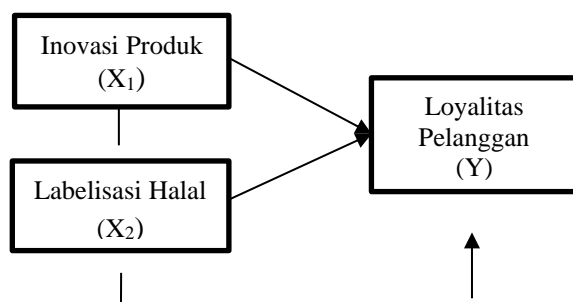 Inovasi Produk
(X₁)
Loyalitas
Pelanggan
(Y)
Labelisasi Halal
(X₂)